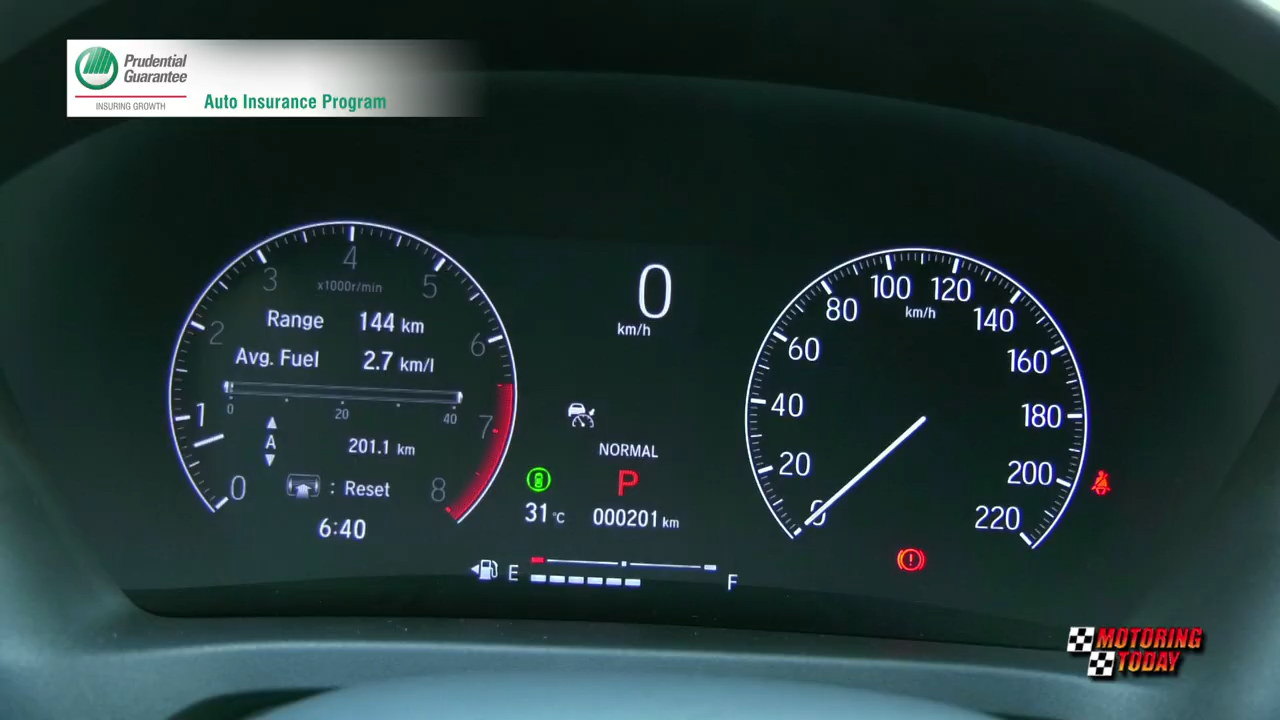 Prudential
Guarantee
INSURING GROWTH
Auto Insurance Program
0 1 2 3 4 5 6 7 8
x1000r/min
Range 144 km
Avg. Fuel 2.7 km/l
0 20 40
A 201.1 km
: Reset
6:40
0
km/h
NORMAL
P
31 °C 000201 km
E F
0 20 40 60 80 100 120 140 160 180 200 220
km/h
MOTORING
TODAY